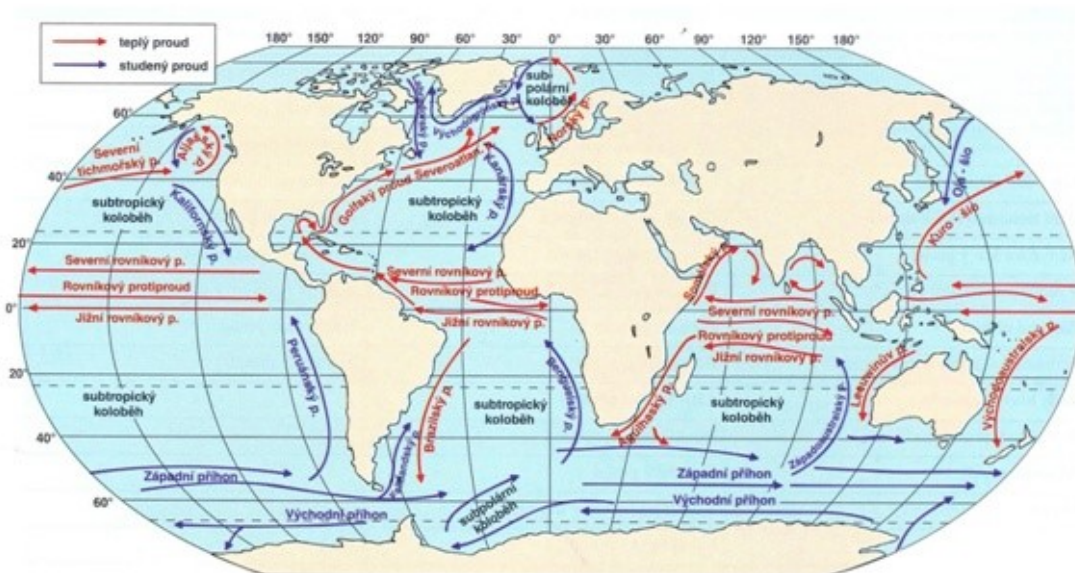 teplý proud
studený proud
180° 150° 120° 90° 60° 30° 0° 30° 60° 90° 120° 150° 180°
60°
40°
20°
0°
20°
40°
60°
Severní
tichmořský p.
Aljašský p.
Kalifornský p.
subtropický
koloběh
Severní rovníkový p.
Rovníkový protiproud
Jižní rovníkový p.
subtropický
koloběh
Peruánský p.
Západní příhon
Východní příhon
Labradorský p.
Východogrónský p.
sub-
polární
koloběh
Norský p.
Golfský proud
Severoatlan.
Kanárský p.
subtropický
koloběh
Severní rovníkový p.
Rovníkový protiproud
Jižní rovníkový p.
Brazilský p.
Falklandský p.
subtropický
koloběh
Benguelský p.
subpolární
koloběh
Somálský
Severní rovníkový p.
Rovníkový protiproud
Jižní rovníkový p.
Agulhaský p.
subtropický
koloběh
Západoaustralský p.
Leeuwinův p.
Východoaustralský p.
Západní příhon
Východní příhon
Oja - šio
Kuro - šio